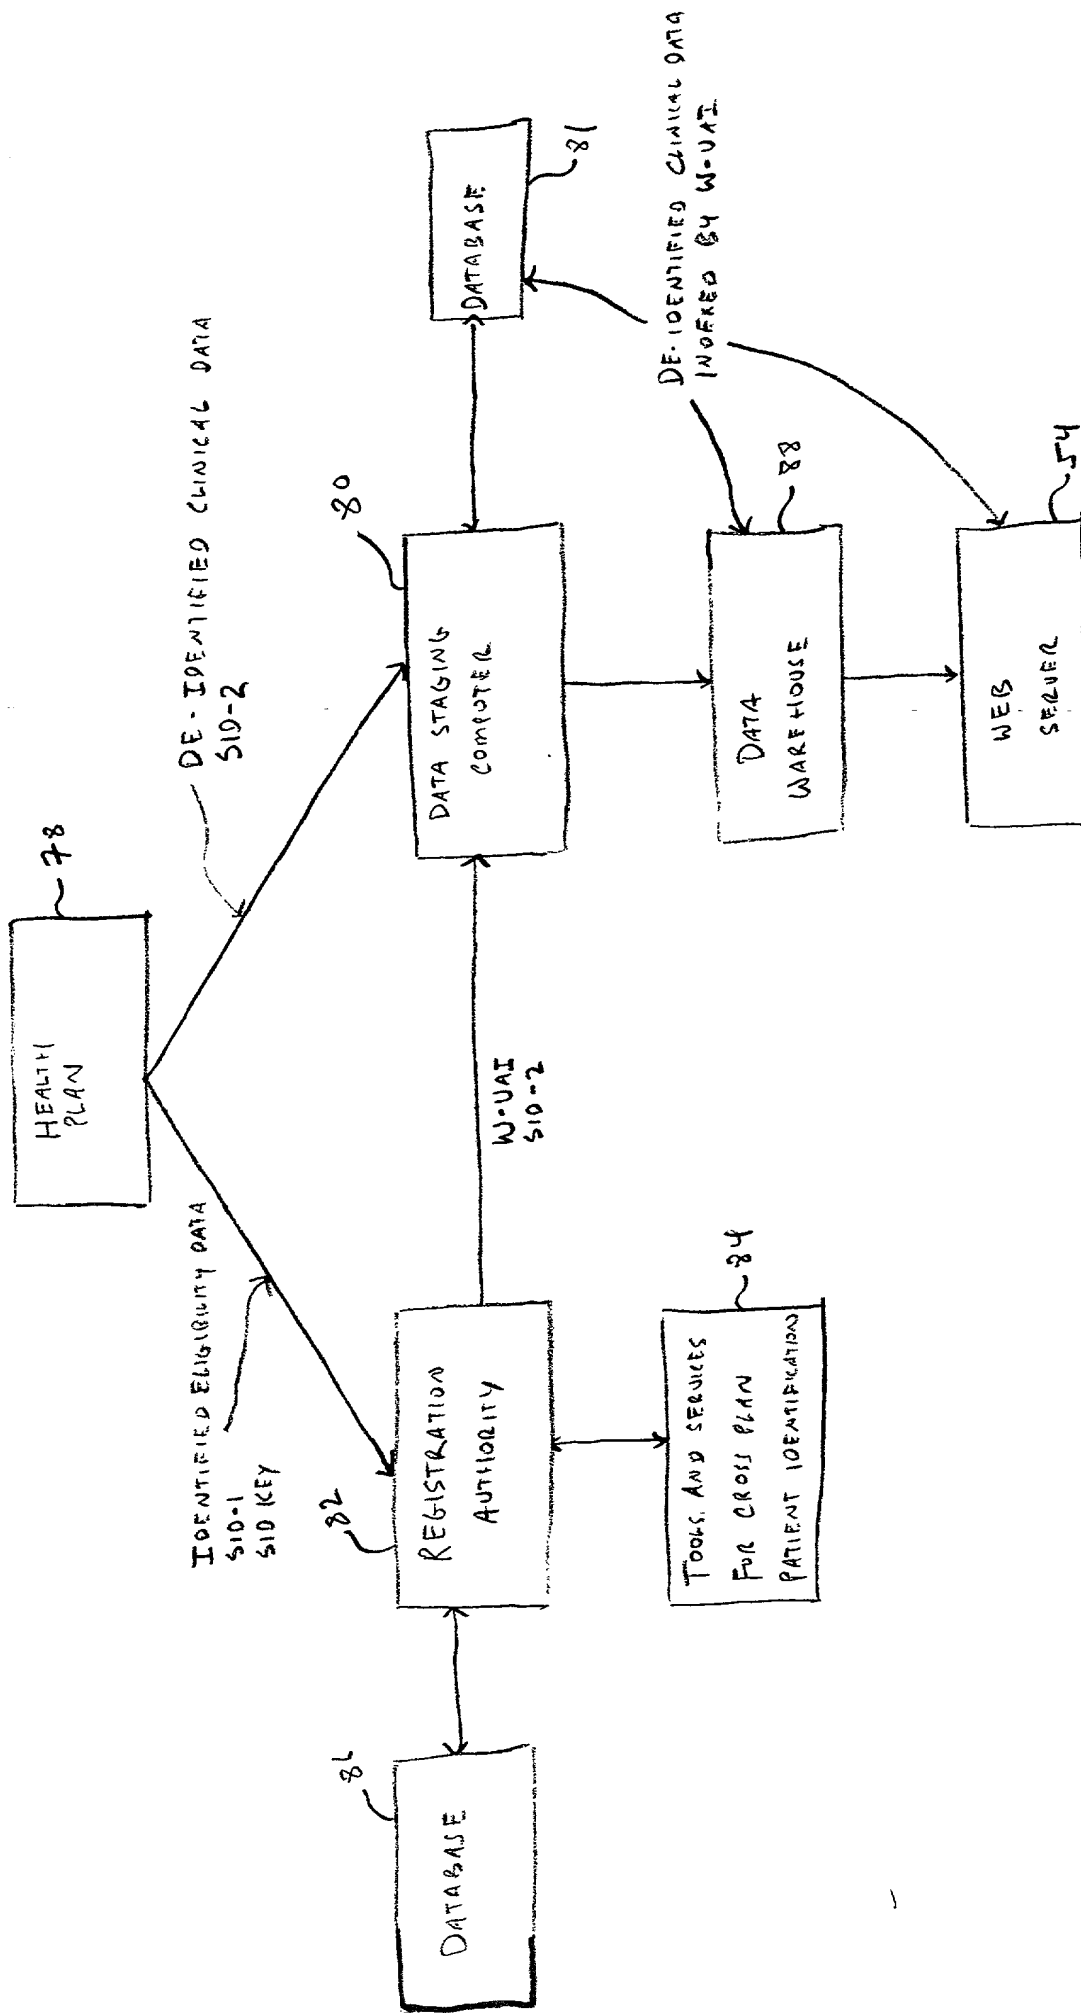 HEALTH
PLAN
78
IDENTIFIED ELIGIBILITY DATA
SID-1
SID KEY
DE-IDENTIFIED CLINICAL DATA
SID-2
86
DATABASE
82
REGISTRATION
AUTHORITY
W-UAI
SID-2
80
DATA STAGING
COMPUTER
DATABASE
81
TOOLS, AND SERVICES
FOR CROSS PLAN
PATIENT IDENTIFICATION
84
DATA
WAREHOUSE
88
DE-IDENTIFIED CLINICAL DATA
INDEXED BY W-UAI
WEB
SERVER
54